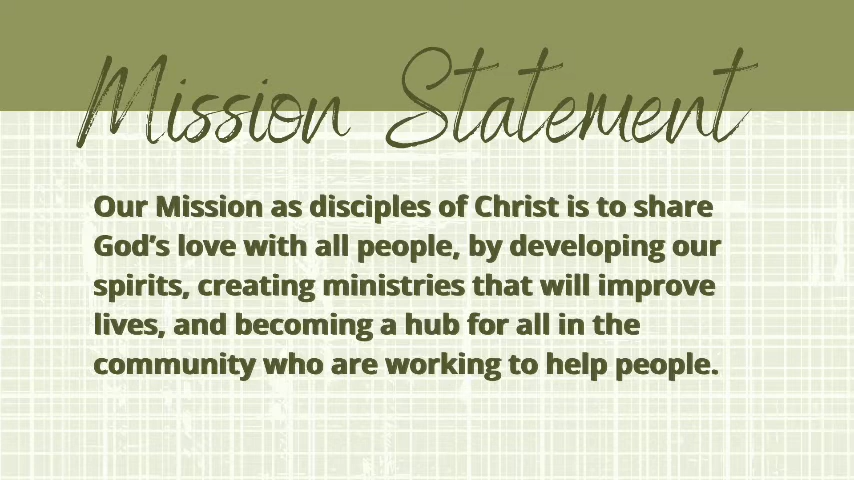 Mission Statement
Our Mission as disciples of Christ is to share
God’s love with all people, by developing our
spirits, creating ministries that will improve
lives, and becoming a hub for all in the
community who are working to help people.